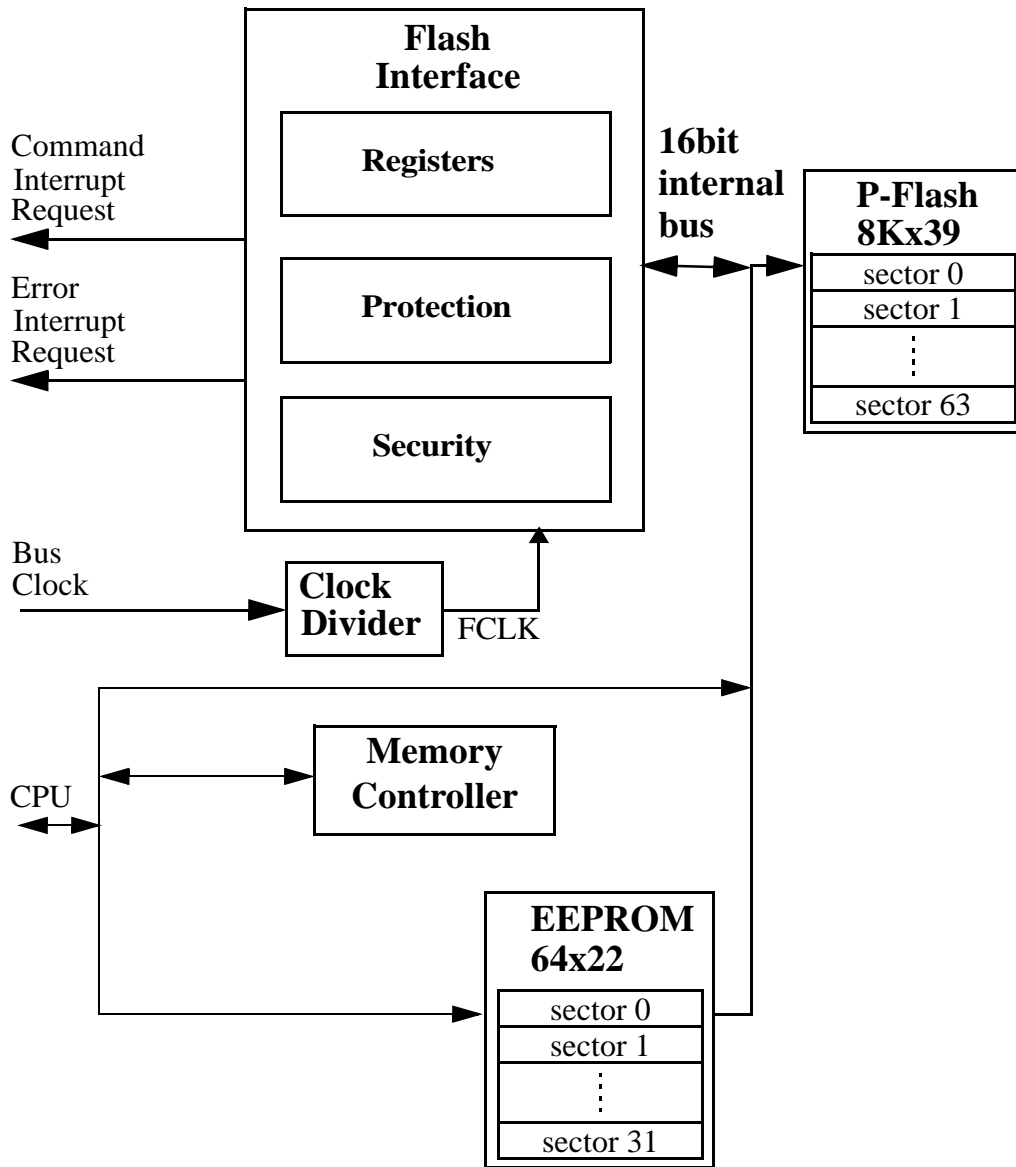 Flash
Interface
Registers
Protection
Security
Command
Interrupt
Request
Error
Interrupt
Request
16bit
internal
bus
P-Flash
8Kx39
sector 0
sector 1
sector 63
Bus
Clock
Clock
Divider
FCLK
Memory
Controller
CPU
EEPROM
64x22
sector 0
sector 1
sector 31